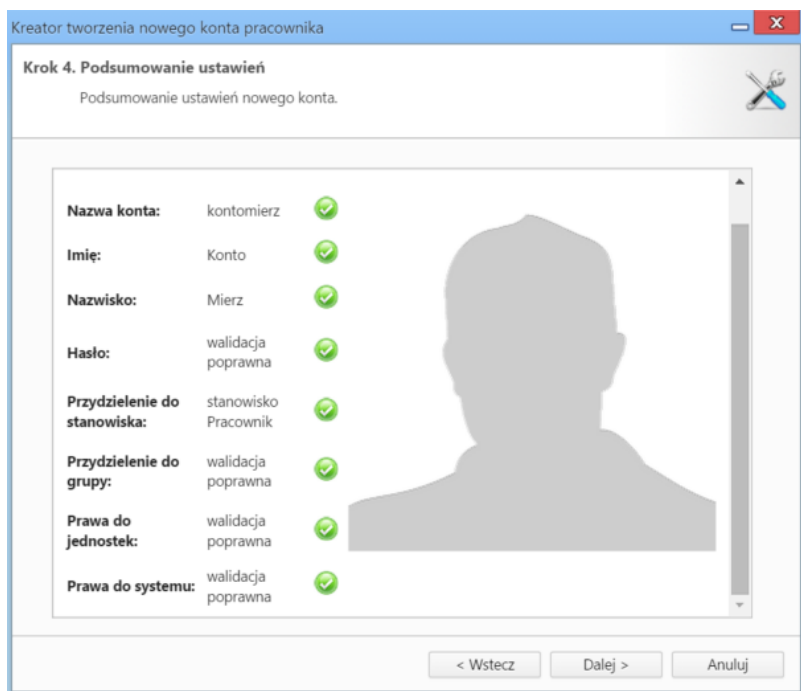 Kreator tworzenia nowego konta pracownika
Krok 4. Podsumowanie ustawień
Podsumowanie ustawień nowego konta.
Nazwa konta: kontomierz
Imię: Konto
Nazwisko: Mierz
Hasło: walidacja
poprawna
Przydzielenie do stanowisko
stanowiska: Pracownik
Przydzielenie do walidacja
grupy: poprawna
Prawa do walidacja
jednostek: poprawna
Prawa do systemu: walidacja
poprawna
< Wstecz Dalej > Anuluj